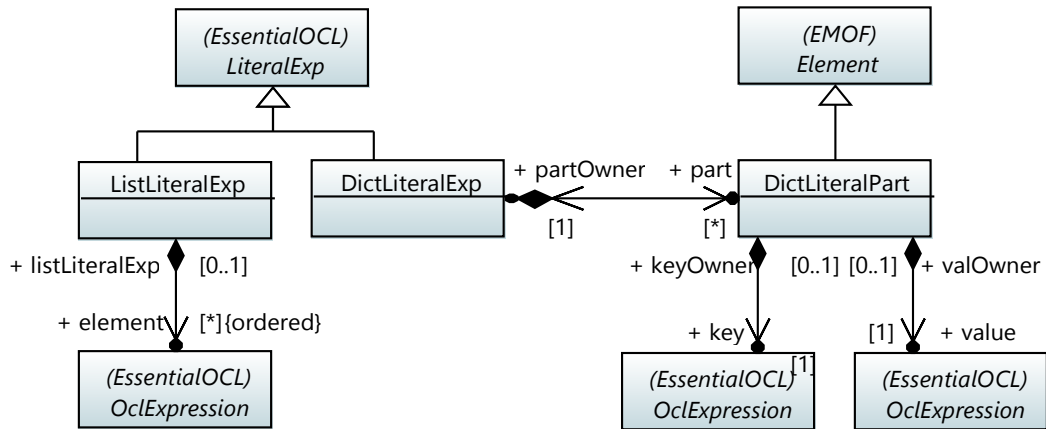 (EssentialOCL)
LiteralExp
(EMOF)
Element
ListLiteralExp
DictLiteralExp
+ partOwner
+ part
[1]
[*]
DictLiteralPart
+ listLiteralExp
[0..1]
+ keyOwner
[0..1]
[0..1]
+ valOwner
+ element
[*]{ordered}
+ key
[1]
[1]
+ value
(EssentialOCL)
OclExpression
(EssentialOCL)
OclExpression
(EssentialOCL)
OclExpression